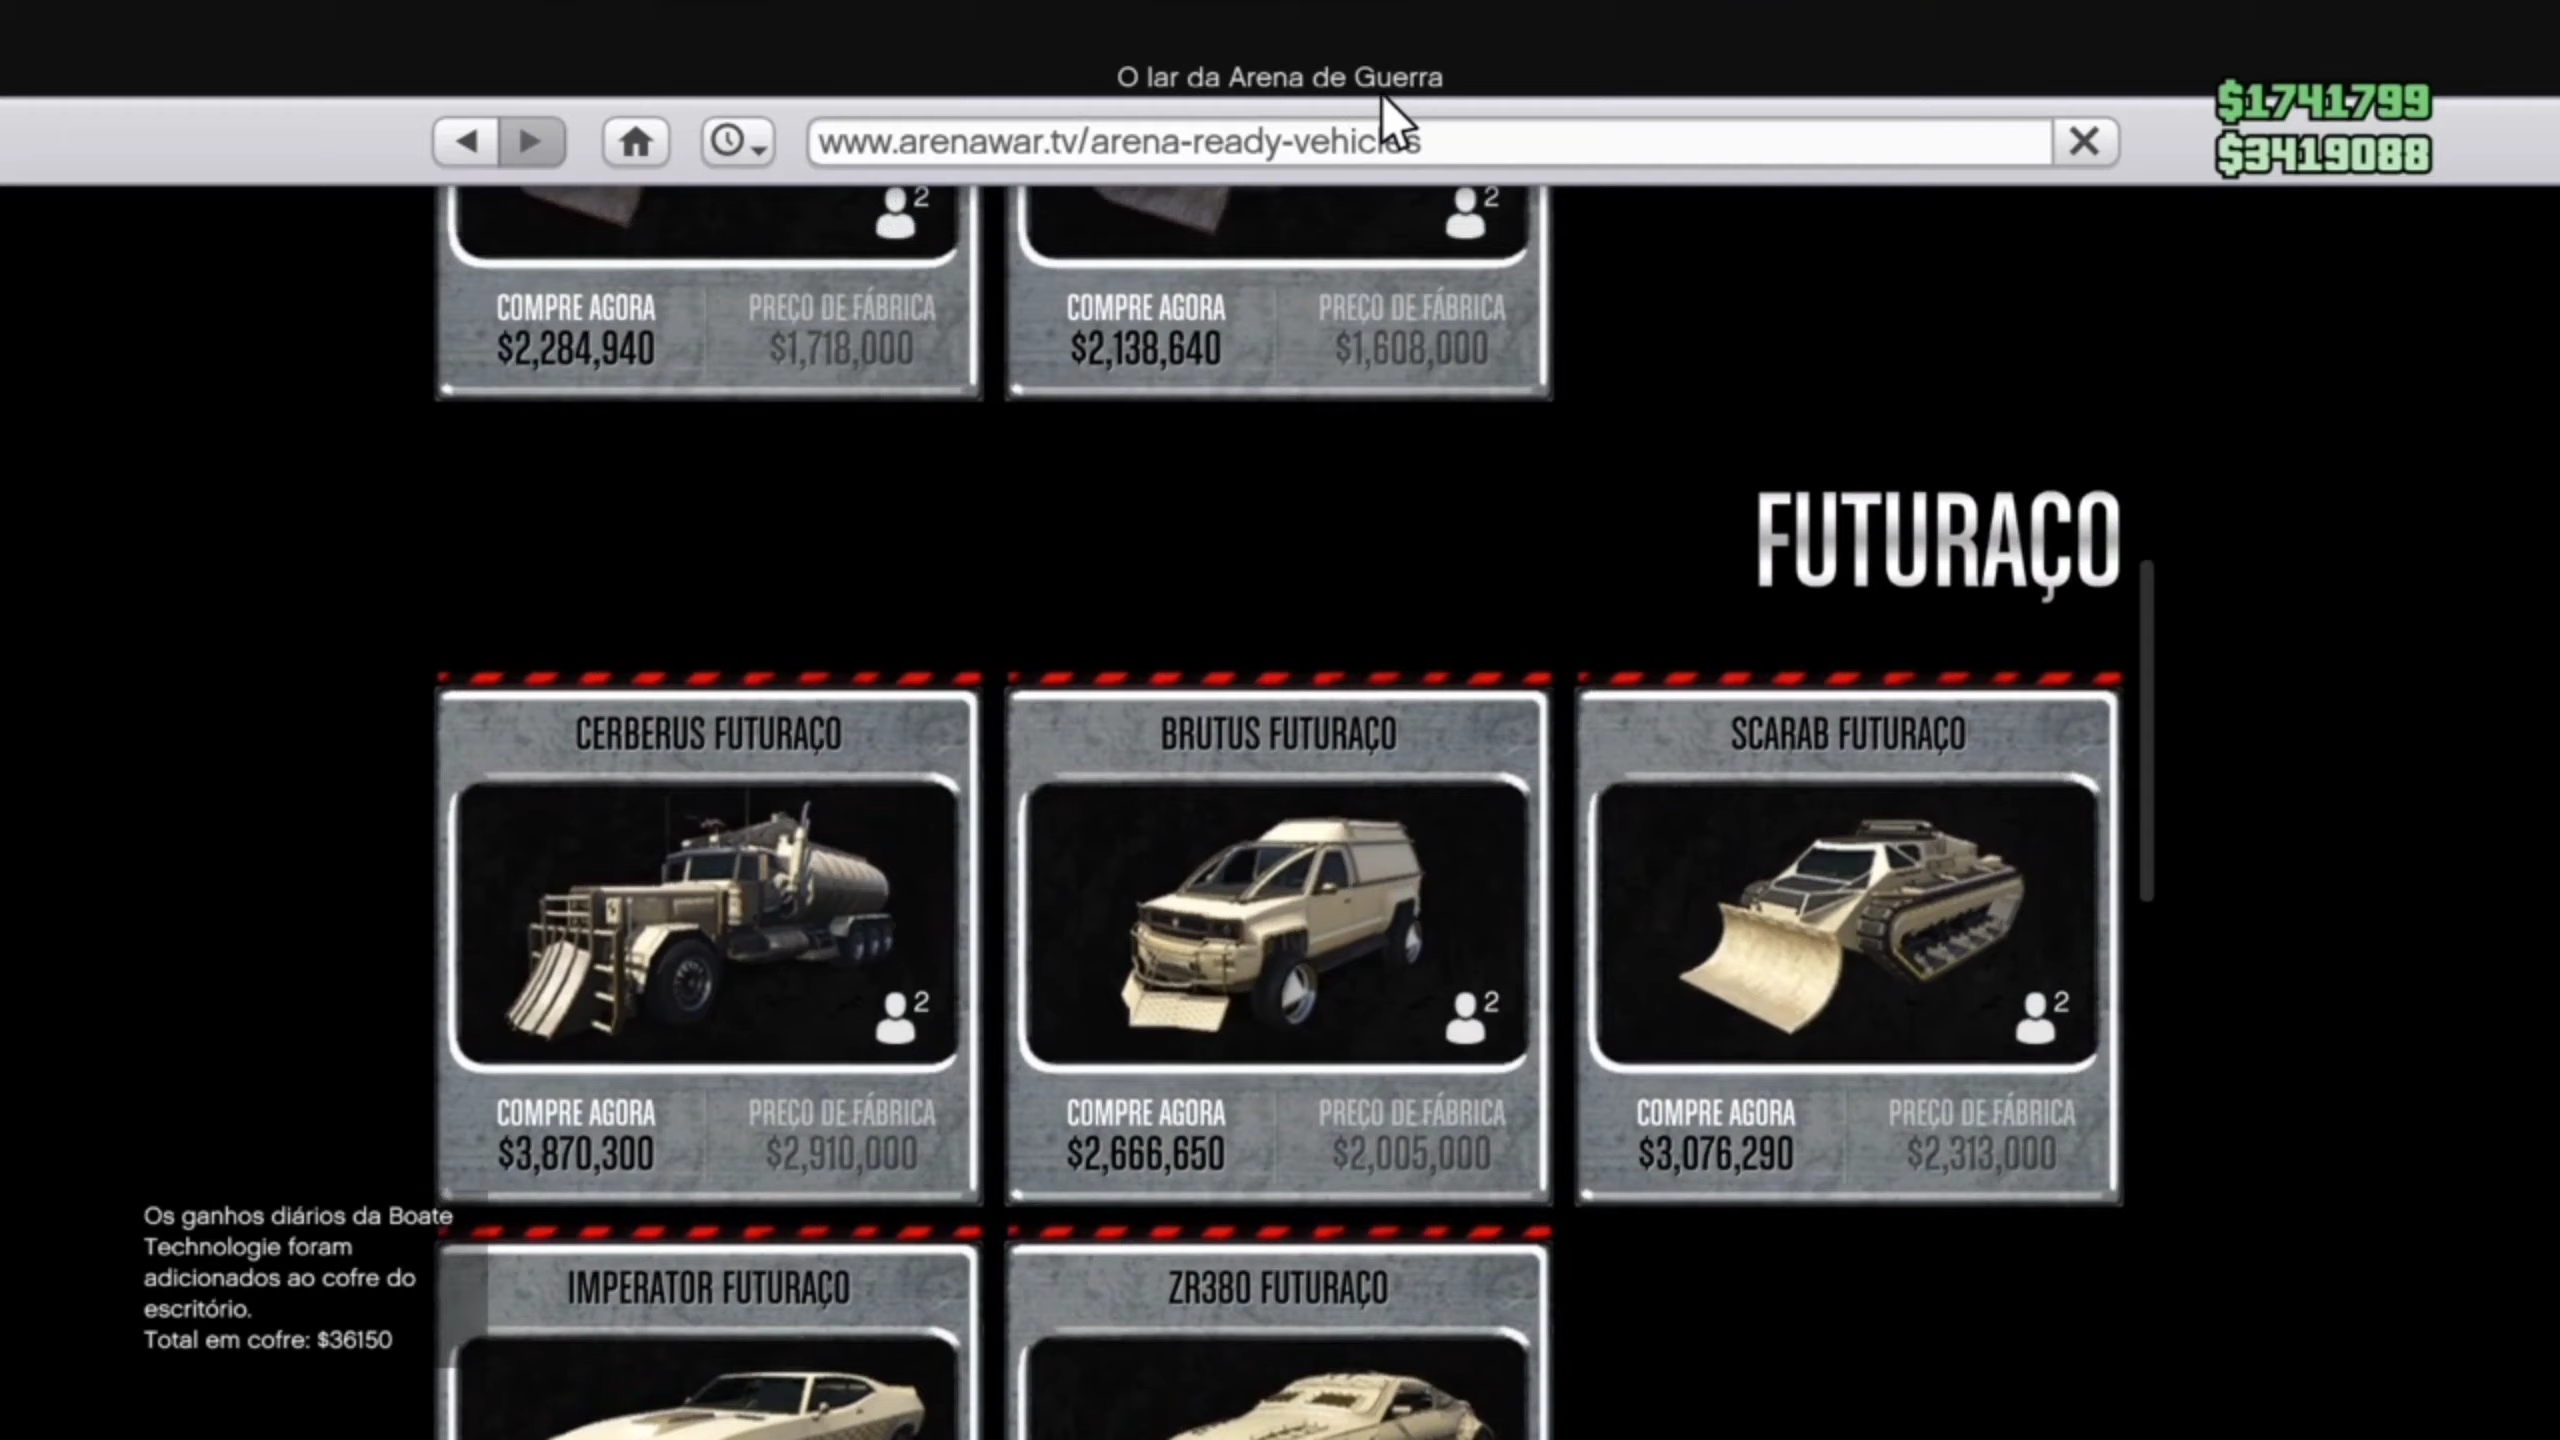 O lar da Arena de Guerra
www.arenawar.tv/arena-ready-vehicles
$1741799
$3419088
2
2
COMPRE AGORA PREÇO DE FÁBRICA
$2,284,940 $1,718,000
COMPRE AGORA PREÇO DE FÁBRICA
$2,138,640 $1,608,000
FUTURAÇO
CERBERUS FUTURAÇO
2
COMPRE AGORA PREÇO DE FÁBRICA
$3,870,300 $2,910,000
BRUTUS FUTURAÇO
2
COMPRE AGORA PREÇO DE FÁBRICA
$2,666,650 $2,005,000
SCARAB FUTURAÇO
2
COMPRE AGORA PREÇO DE FÁBRICA
$3,076,290 $2,313,000
IMPERATOR FUTURAÇO
ZR380 FUTURAÇO
Os ganhos diários da Boate
Technologie foram
adicionados ao cofre do
escritório.
Total em cofre: $36150